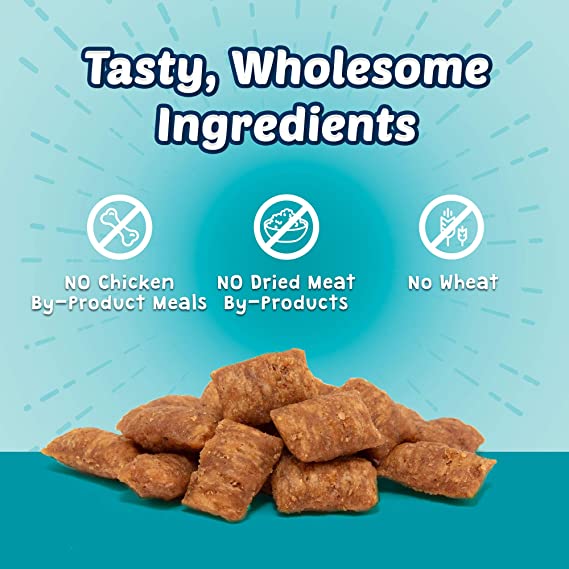 Tasty, Wholesome
Ingredients
NO Chicken
By-Product Meals
NO Dried Meat
By-Products
No Wheat